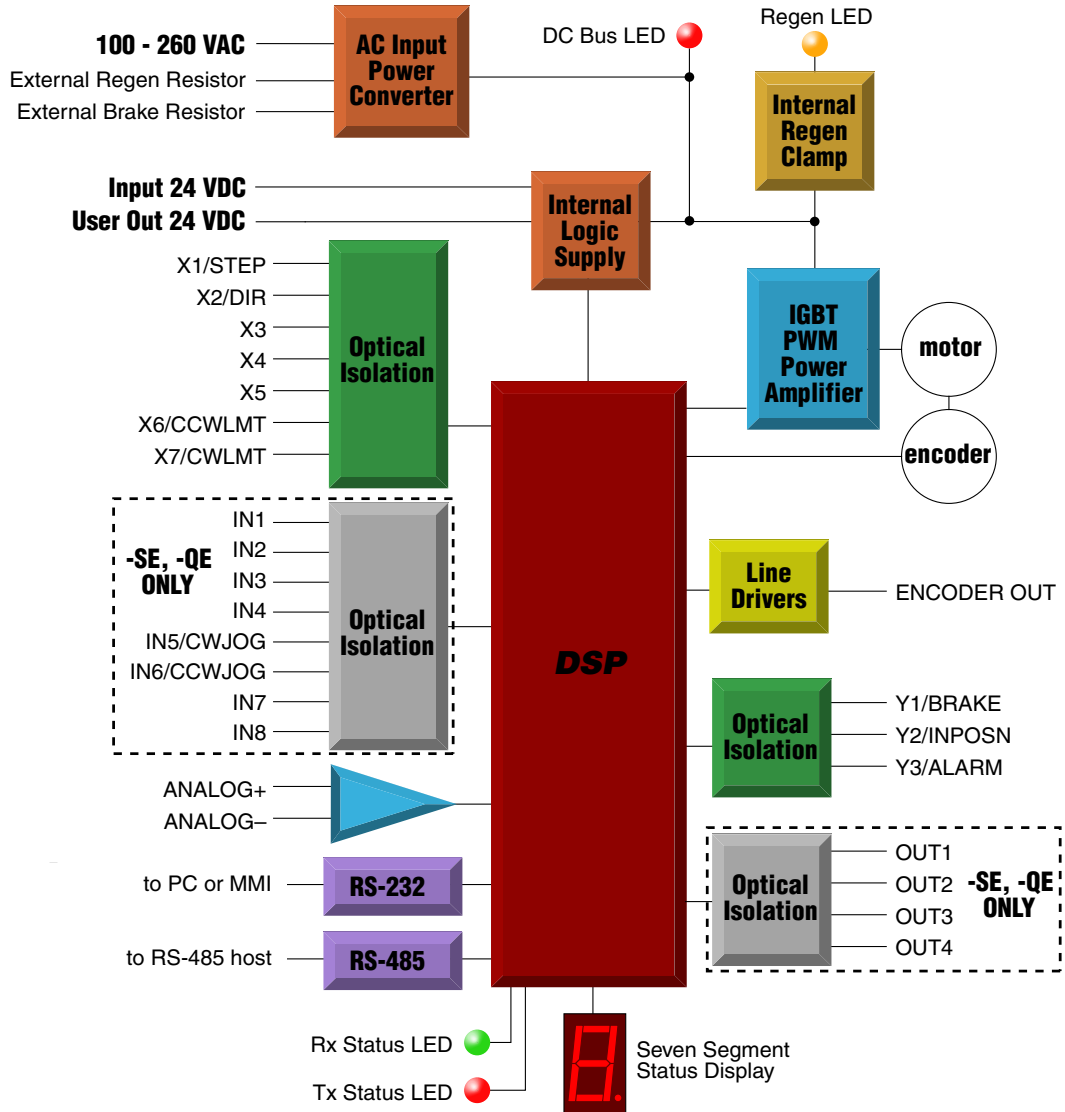 DC Bus LED
Regen LED
100 - 260 VAC
External Regen Resistor
External Brake Resistor
AC Input
Power
Converter
Internal
Regen
Clamp
Input 24 VDC
User Out 24 VDC
Internal
Logic
Supply
X1/STEP
X2/DIR
X3
X4
X5
X6/CCWLMT
X7/CWLMT
Optical
Isolation
IGBT
PWM
Power
Amplifier
motor
encoder
-SE, -QE
ONLY
IN1
IN2
IN3
IN4
IN5/CWJOG
IN6/CCWJOG
IN7
IN8
Optical
Isolation
DSP
Line
Drivers
ENCODER OUT
Optical
Isolation
Y1/BRAKE
Y2/INPOSN
Y3/ALARM
ANALOG+
ANALOG–
Optical
Isolation
OUT1
OUT2
OUT3
OUT4
-SE, -QE
ONLY
to PC or MMI
RS-232
to RS-485 host
RS-485
Rx Status LED
Tx Status LED
8.
Seven Segment
Status Display